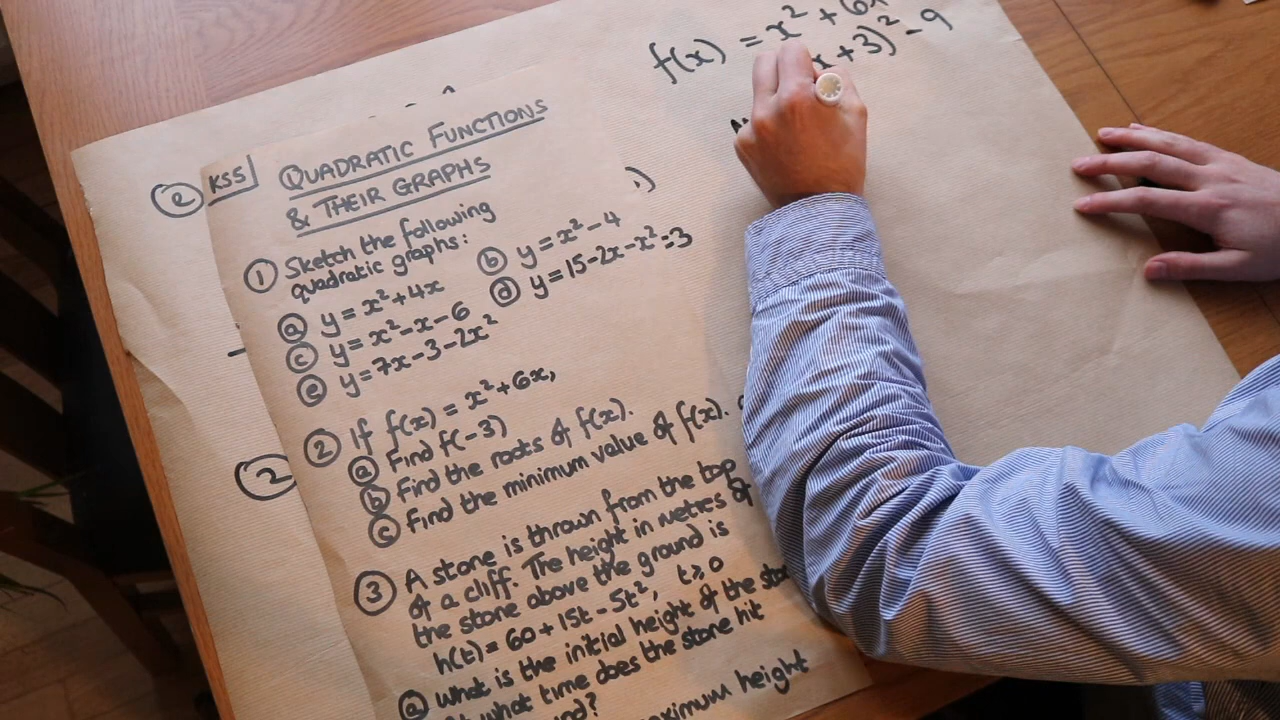 f(x) = x² + 6x
x + 3)² - 9
e KS5 QUADRATIC FUNCTIONS
& THEIR GRAPHS
① Sketch the following
quadratic graphs:
ⓐ y = x² + 4x ⓑ y = x² - 4
ⓒ y = x² - x - 6 ⓓ y = 15 - 2x - x² = 3
ⓔ y = 7x - 3 - 2x²
② If f(x) = x² + 6x,
ⓐ Find f(-3)
ⓑ Find the roots of f(x).
ⓒ Find the minimum value of f(x).
②
③ A stone is thrown from the top
of a cliff. The height in metres of
the stone above the ground is
h(t) = 60 + 15t - 5t², t ≥ 0
ⓐ What is the initial height of the
what time does the stone hit
maximum height